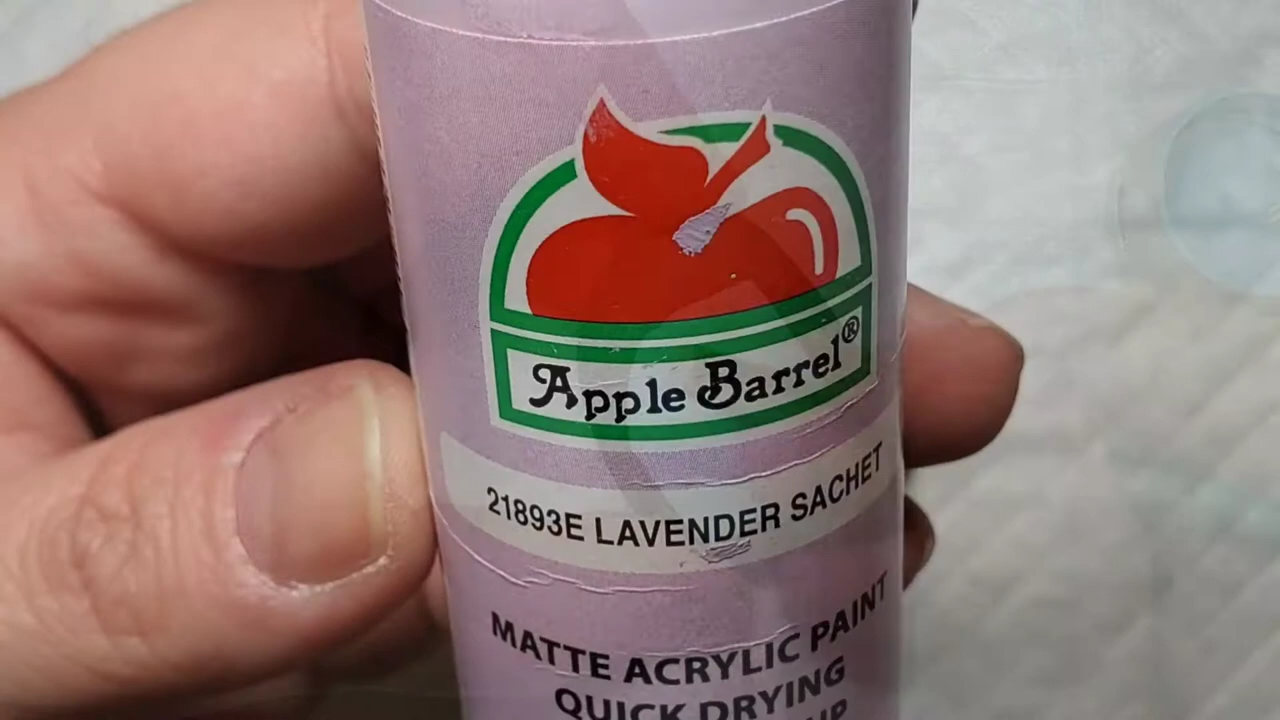 Apple Barrel®
21893E LAVENDER SACHET
MATTE ACRYLIC PAINT
QUICK DRYING